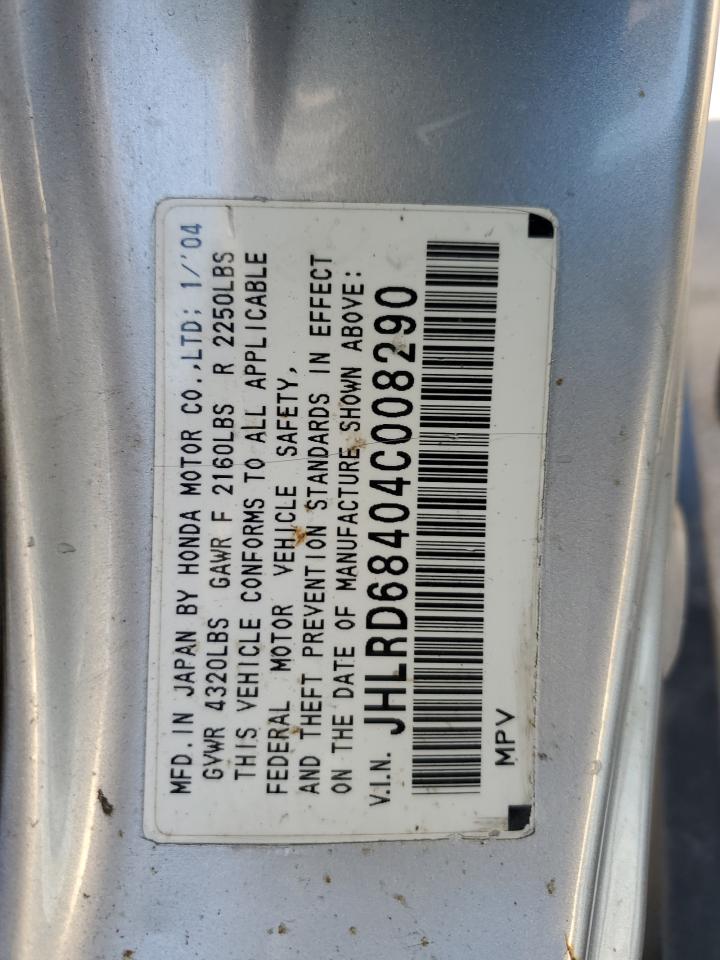 MFD. IN JAPAN BY HONDA MOTOR CO.,LTD; 1/'04
GVWR 4320LBS GAWR F 2160LBS R 2250LBS
THIS VEHICLE CONFORMS TO ALL APPLICABLE
FEDERAL MOTOR VEHICLE SAFETY,
AND THEFT PREVENTION STANDARDS IN EFFECT
ON THE DATE OF MANUFACTURE SHOWN ABOVE:
V.I.N. JHLRD68404C008290
MPV